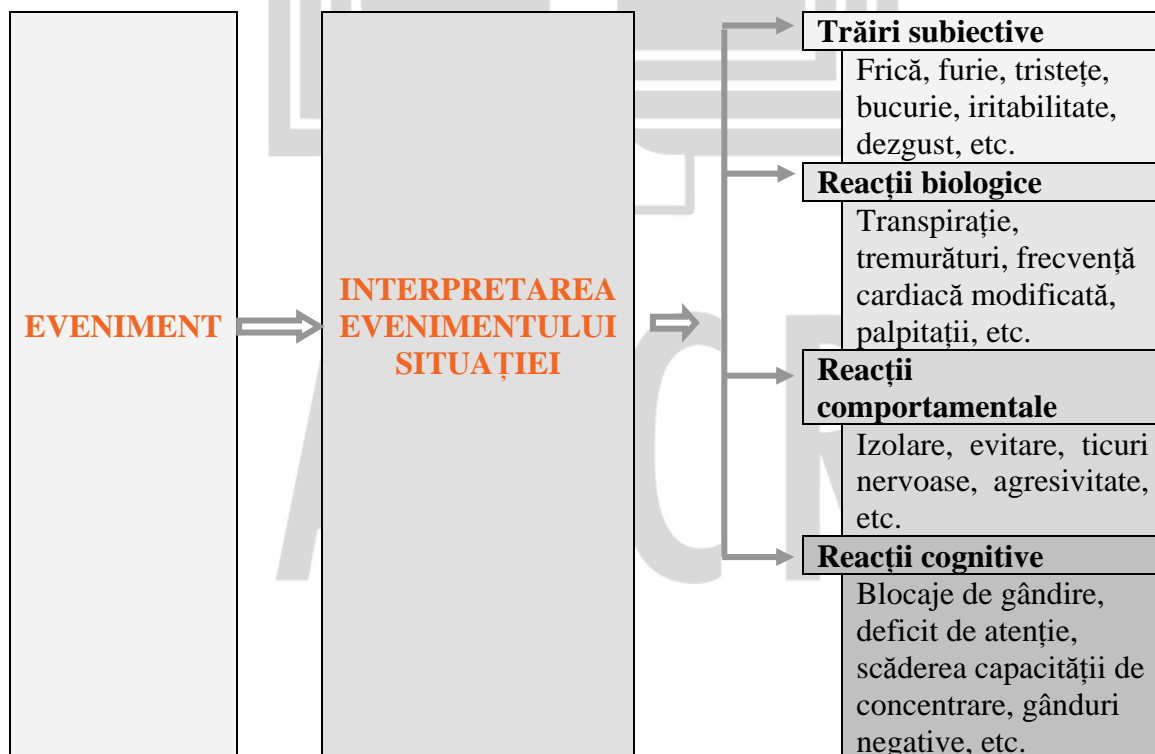 EVENIMENT
INTERPRETAREA
EVENIMENTULUI
SITUAȚIEI
Trăiri subiective
Frică, furie, tristețe,
bucurie, iritabilitate,
dezgust, etc.
Reacții biologice
Transpirație,
tremurături, frecvență
cardiacă modificată,
palpitații, etc.
Reacții
comportamentale
Izolare, evitare, ticuri
nervoase, agresivitate,
etc.
Reacții cognitive
Blocaje de gândire,
deficit de atenție,
scăderea capacității de
concentrare, gânduri
negative, etc.